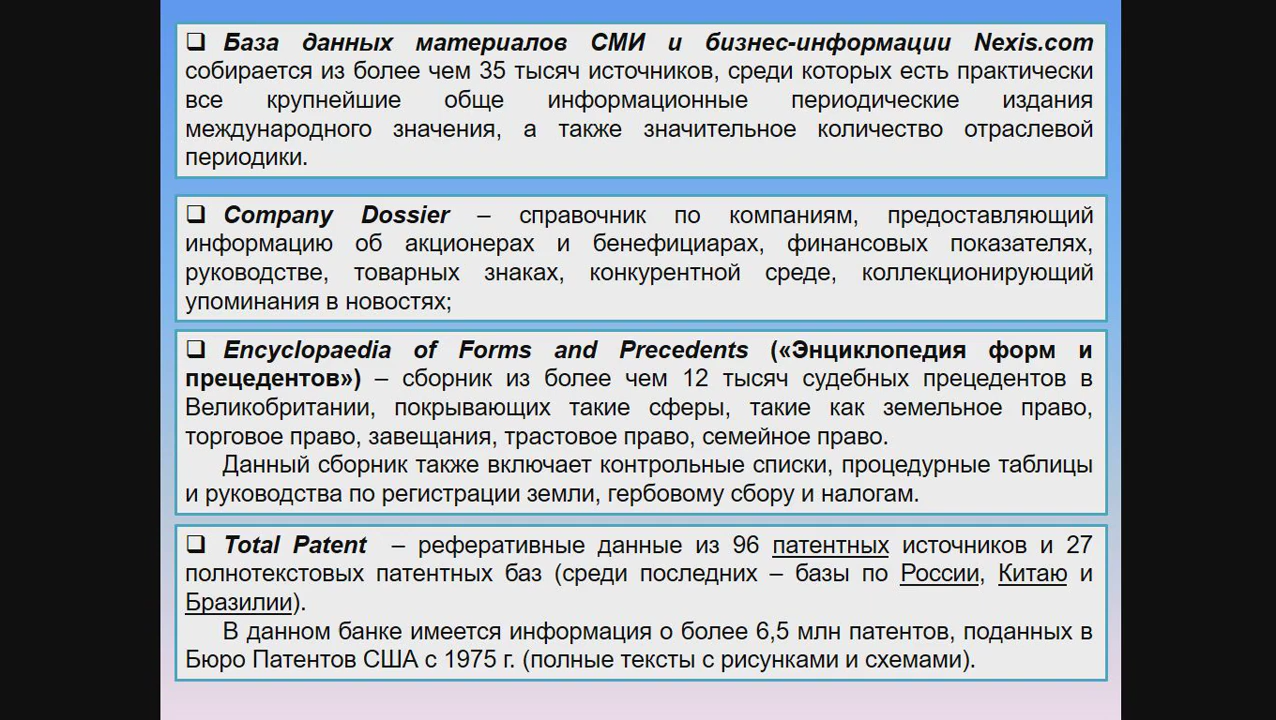 ❑ База данных материалов СМИ и бизнес-информации Nexis.com
собирается из более чем 35 тысяч источников, среди которых есть практически
все крупнейшие обще информационные периодические издания
международного значения, а также значительное количество отраслевой
периодики.
❑ Company Dossier – справочник по компаниям, предоставляющий
информацию об акционерах и бенефициарах, финансовых показателях,
руководстве, товарных знаках, конкурентной среде, коллекционирующий
упоминания в новостях;
❑ Encyclopaedia of Forms and Precedents («Энциклопедия форм и
прецедентов») – сборник из более чем 12 тысяч судебных прецедентов в
Великобритании, покрывающих такие сферы, такие как земельное право,
торговое право, завещания, трастовое право, семейное право.
Данный сборник также включает контрольные списки, процедурные таблицы
и руководства по регистрации земли, гербовому сбору и налогам.
❑ Total Patent – реферативные данные из 96 патентных источников и 27
полнотекстовых патентных баз (среди последних – базы по России, Китаю и
Бразилии).
В данном банке имеется информация о более 6,5 млн патентов, поданных в
Бюро Патентов США с 1975 г. (полные тексты с рисунками и схемами).